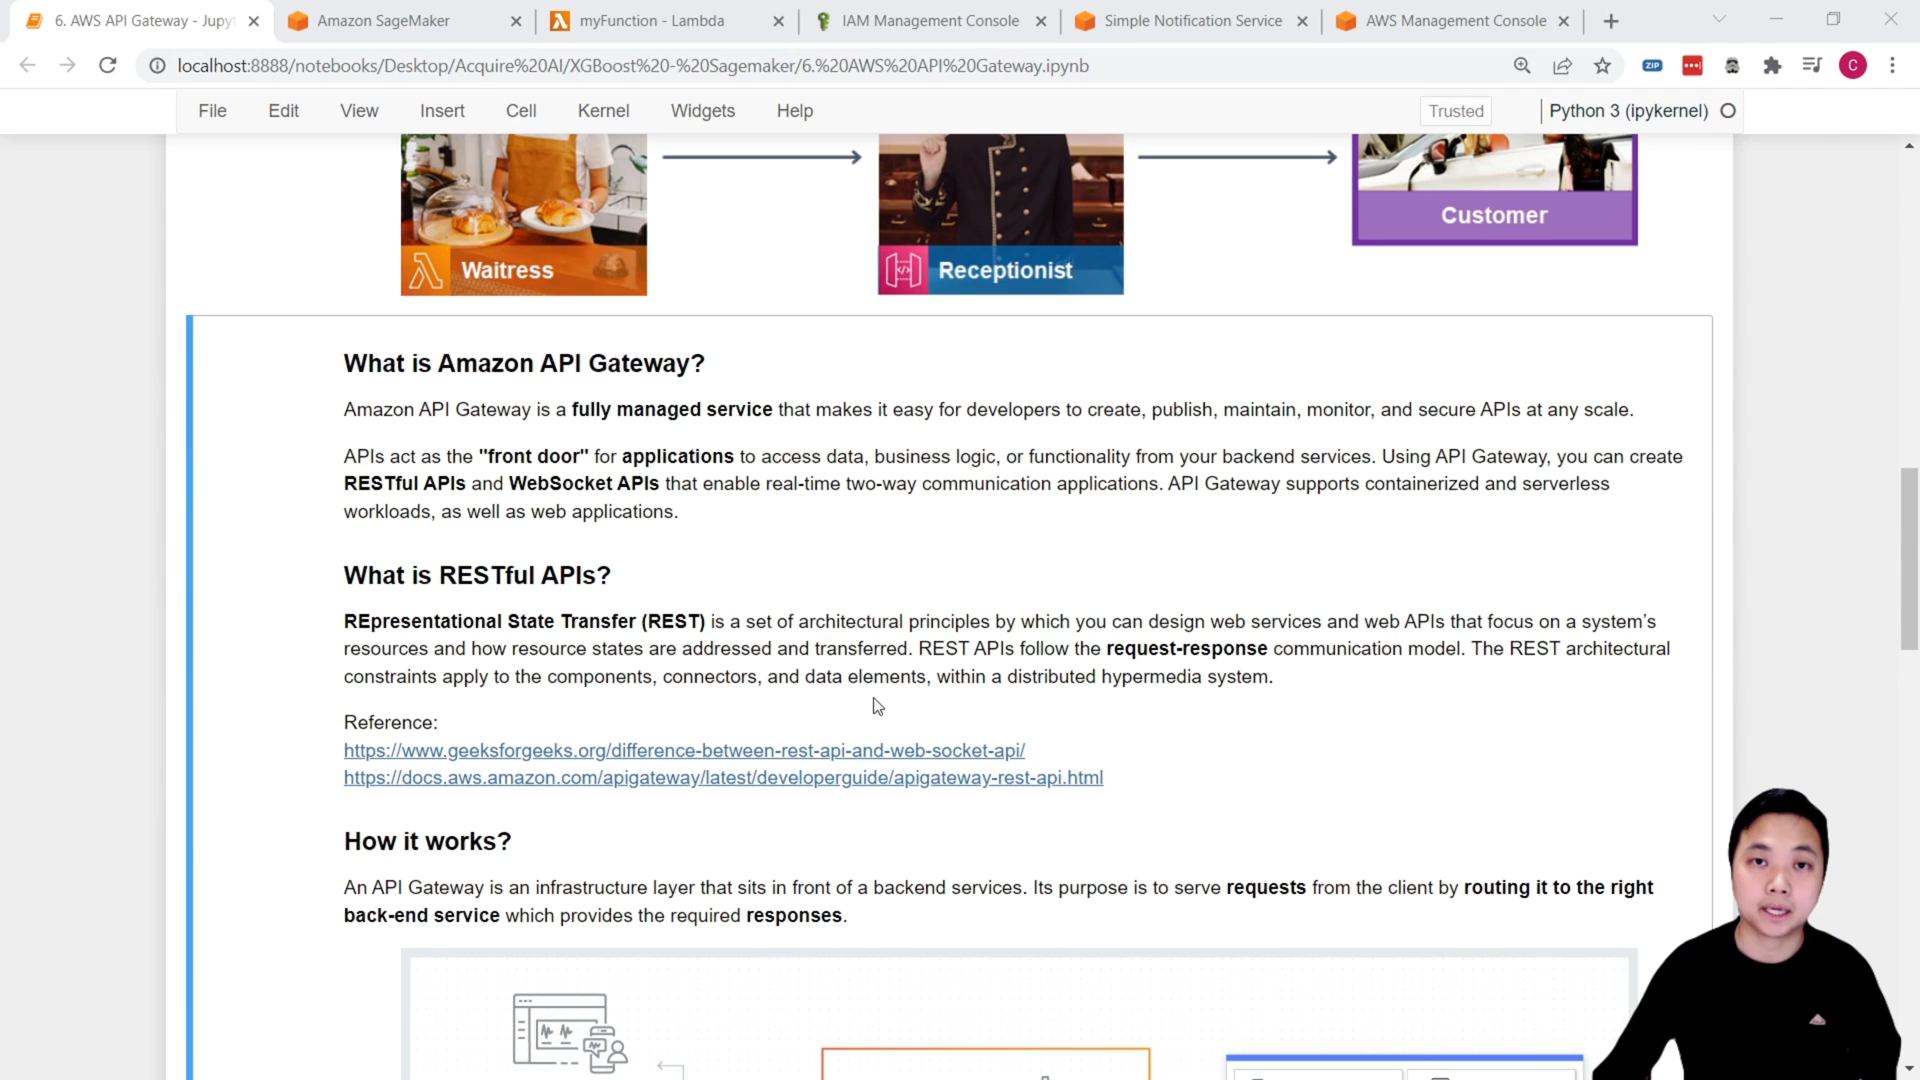 6. AWS API Gateway - Jupyt
Amazon SageMaker
myFunction - Lambda
IAM Management Console
Simple Notification Service
AWS Management Console
localhost:8888/notebooks/Desktop/Acquire%20AI/XGBoost%20-%20Sagemaker/6.%20AWS%20API%20Gateway.ipynb
ZIP
C
File Edit View Insert Cell Kernel Widgets Help
Trusted
Python 3 (ipykernel)
Waitress
Receptionist
Customer
What is Amazon API Gateway?
Amazon API Gateway is a fully managed service that makes it easy for developers to create, publish, maintain, monitor, and secure APIs at any scale.
APIs act as the "front door" for applications to access data, business logic, or functionality from your backend services. Using API Gateway, you can create
RESTful APIs and WebSocket APIs that enable real-time two-way communication applications. API Gateway supports containerized and serverless
workloads, as well as web applications.
What is RESTful APIs?
REpresentational State Transfer (REST) is a set of architectural principles by which you can design web services and web APIs that focus on a system's
resources and how resource states are addressed and transferred. REST APIs follow the request-response communication model. The REST architectural
constraints apply to the components, connectors, and data elements, within a distributed hypermedia system.
Reference:
https://www.geeksforgeeks.org/difference-between-rest-api-and-web-socket-api/
https://docs.aws.amazon.com/apigateway/latest/developerguide/apigateway-rest-api.html
How it works?
An API Gateway is an infrastructure layer that sits in front of a backend services. Its purpose is to serve requests from the client by routing it to the right
back-end service which provides the required responses.